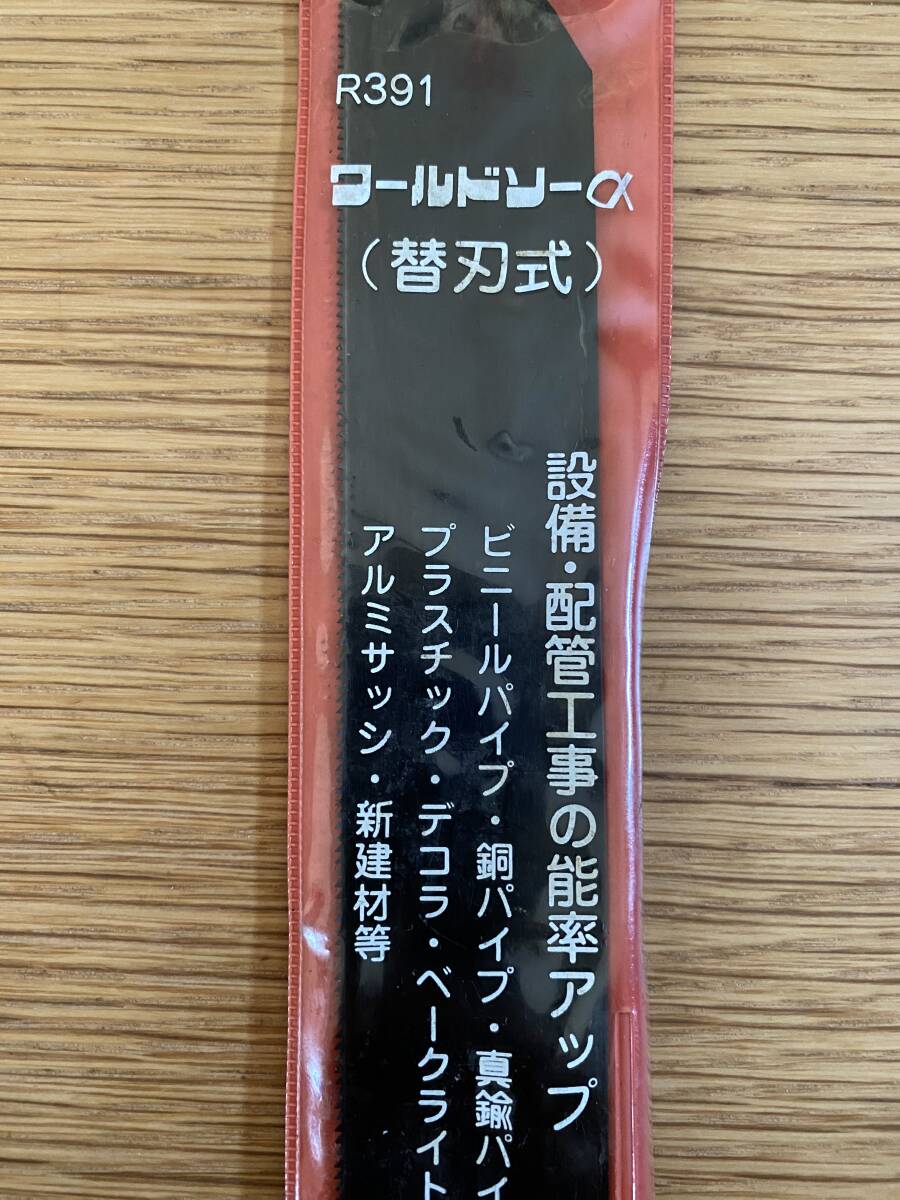 R391
ワールドソーα
(替刃式)
設備・配管工事の能率アップ
ビニールパイプ・銅パイプ・真鍮パイ
プラスチック・デコラ・ベークライト
アルミサッシ・新建材等